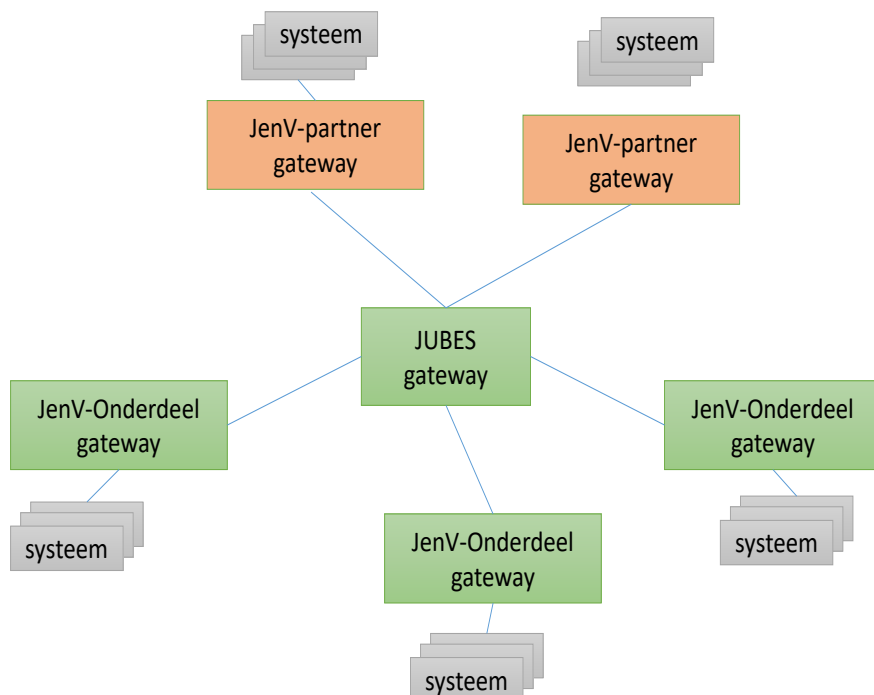 systeem
systeem
JenV-partner
gateway
JenV-partner
gateway
JUBES
gateway
JenV-Onderdeel
gateway
JenV-Onderdeel
gateway
systeem
systeem
JenV-Onderdeel
gateway
systeem